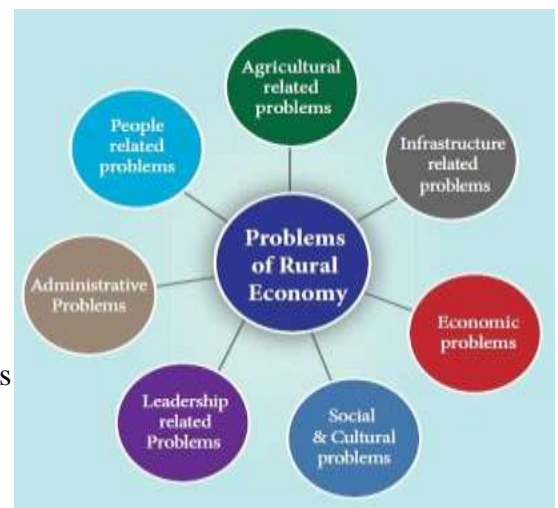 Agricultural
related
problems
People
related
problems
Infrastructure
related
problems
Problems
of Rural
Economy
Administrative
Problems
Economic
problems
s
Leadership
related
Problems
Social
& Cultural
problems